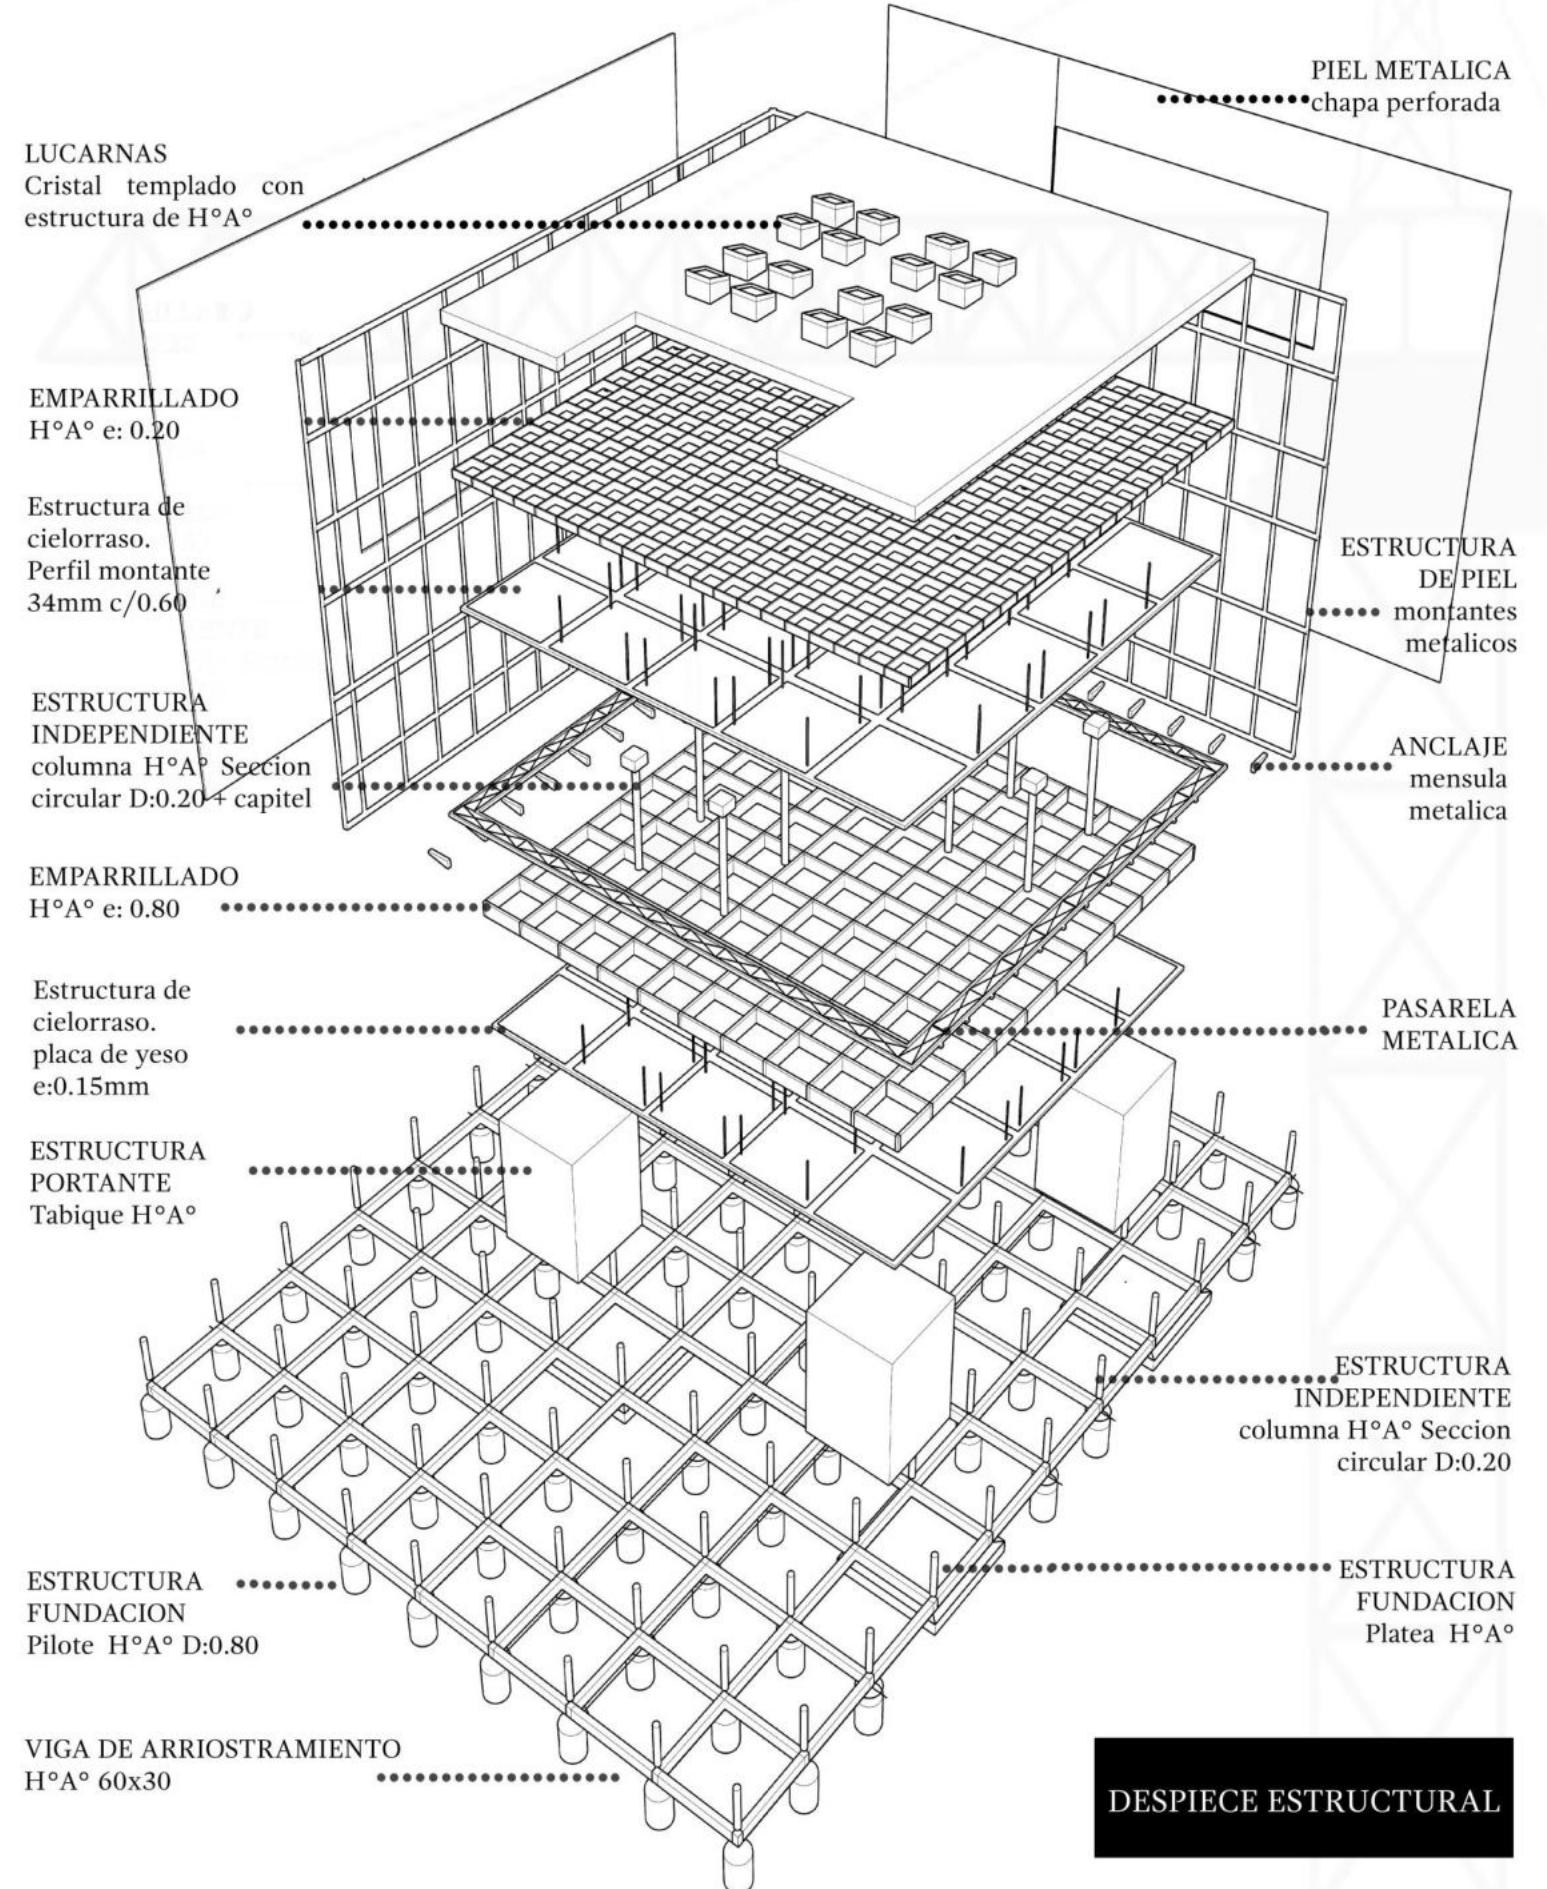 PIEL METALICA
chapa perforada
LUCARNAS
Cristal templado con
estructura de H°A°
EMPARRILLADO
H°A° e: 0.20
Estructura de
cielorraso.
Perfil montante
34mm c/0.60
ESTRUCTURA
DE PIEL
montantes
metalicos
ESTRUCTURA
INDEPENDIENTE
columna H°A° Seccion
circular D:0.20 + capitel
ANCLAJE
mensula
metalica
EMPARRILLADO
H°A° e: 0.80
Estructura de
cielorraso.
placa de yeso
e:0.15mm
PASARELA
METALICA
ESTRUCTURA
PORTANTE
Tabique H°A°
ESTRUCTURA
INDEPENDIENTE
columna H°A° Seccion
circular D:0.20
ESTRUCTURA
FUNDACION
Pilote H°A° D:0.80
ESTRUCTURA
FUNDACION
Platea H°A°
VIGA DE ARRIOSTRAMIENTO
H°A° 60x30
DESPIECE ESTRUCTURAL